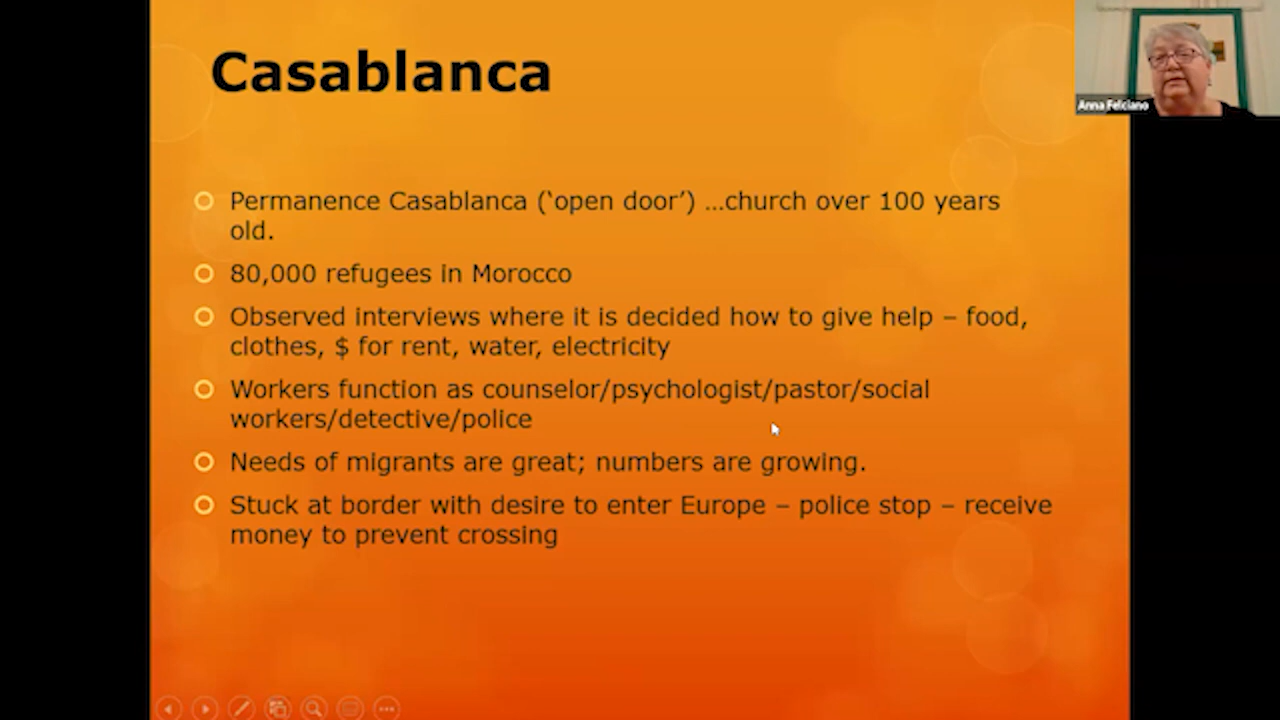 Casablanca
Anna Felciano
Permanence Casablanca (‘open door’) …church over 100 years
old.
80,000 refugees in Morocco
Observed interviews where it is decided how to give help – food,
clothes, $ for rent, water, electricity
Workers function as counselor/psychologist/pastor/social
workers/detective/police
Needs of migrants are great; numbers are growing.
Stuck at border with desire to enter Europe – police stop – receive
money to prevent crossing